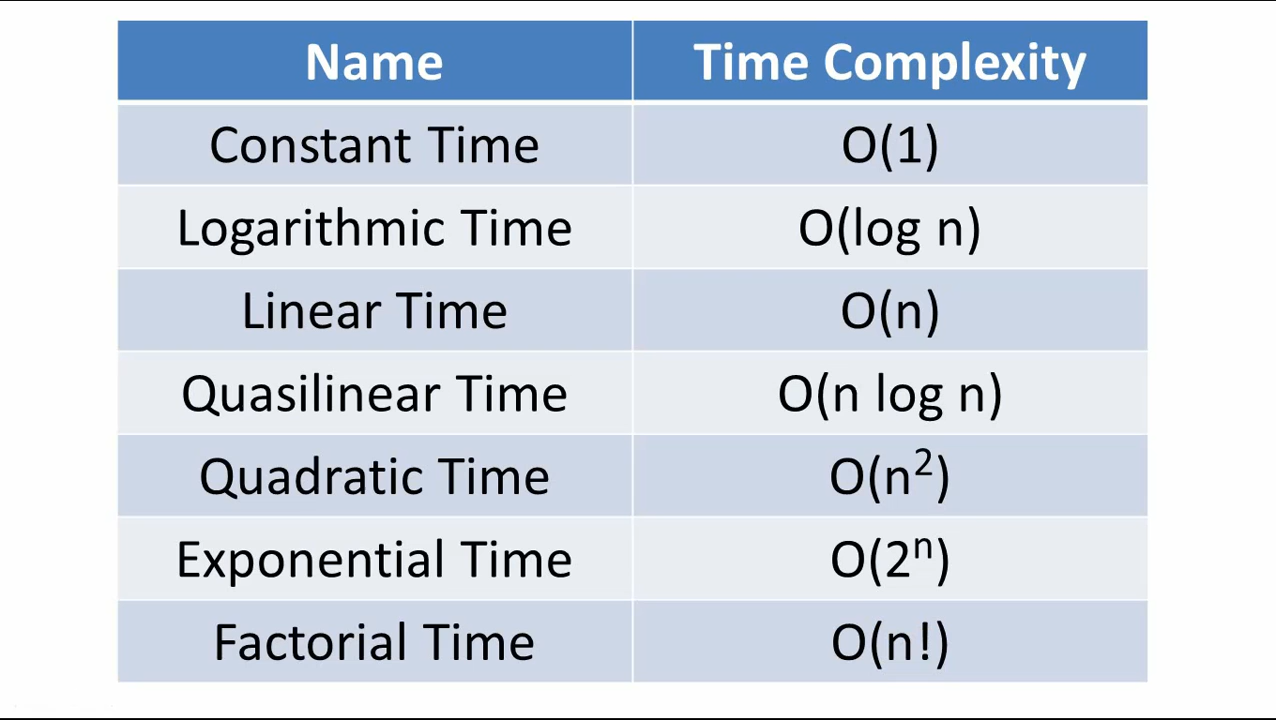 Name Time Complexity
Constant Time O(1)
Logarithmic Time O(log n)
Linear Time O(n)
Quasilinear Time O(n log n)
Quadratic Time O(n²)
Exponential Time O(2ⁿ)
Factorial Time O(n!)